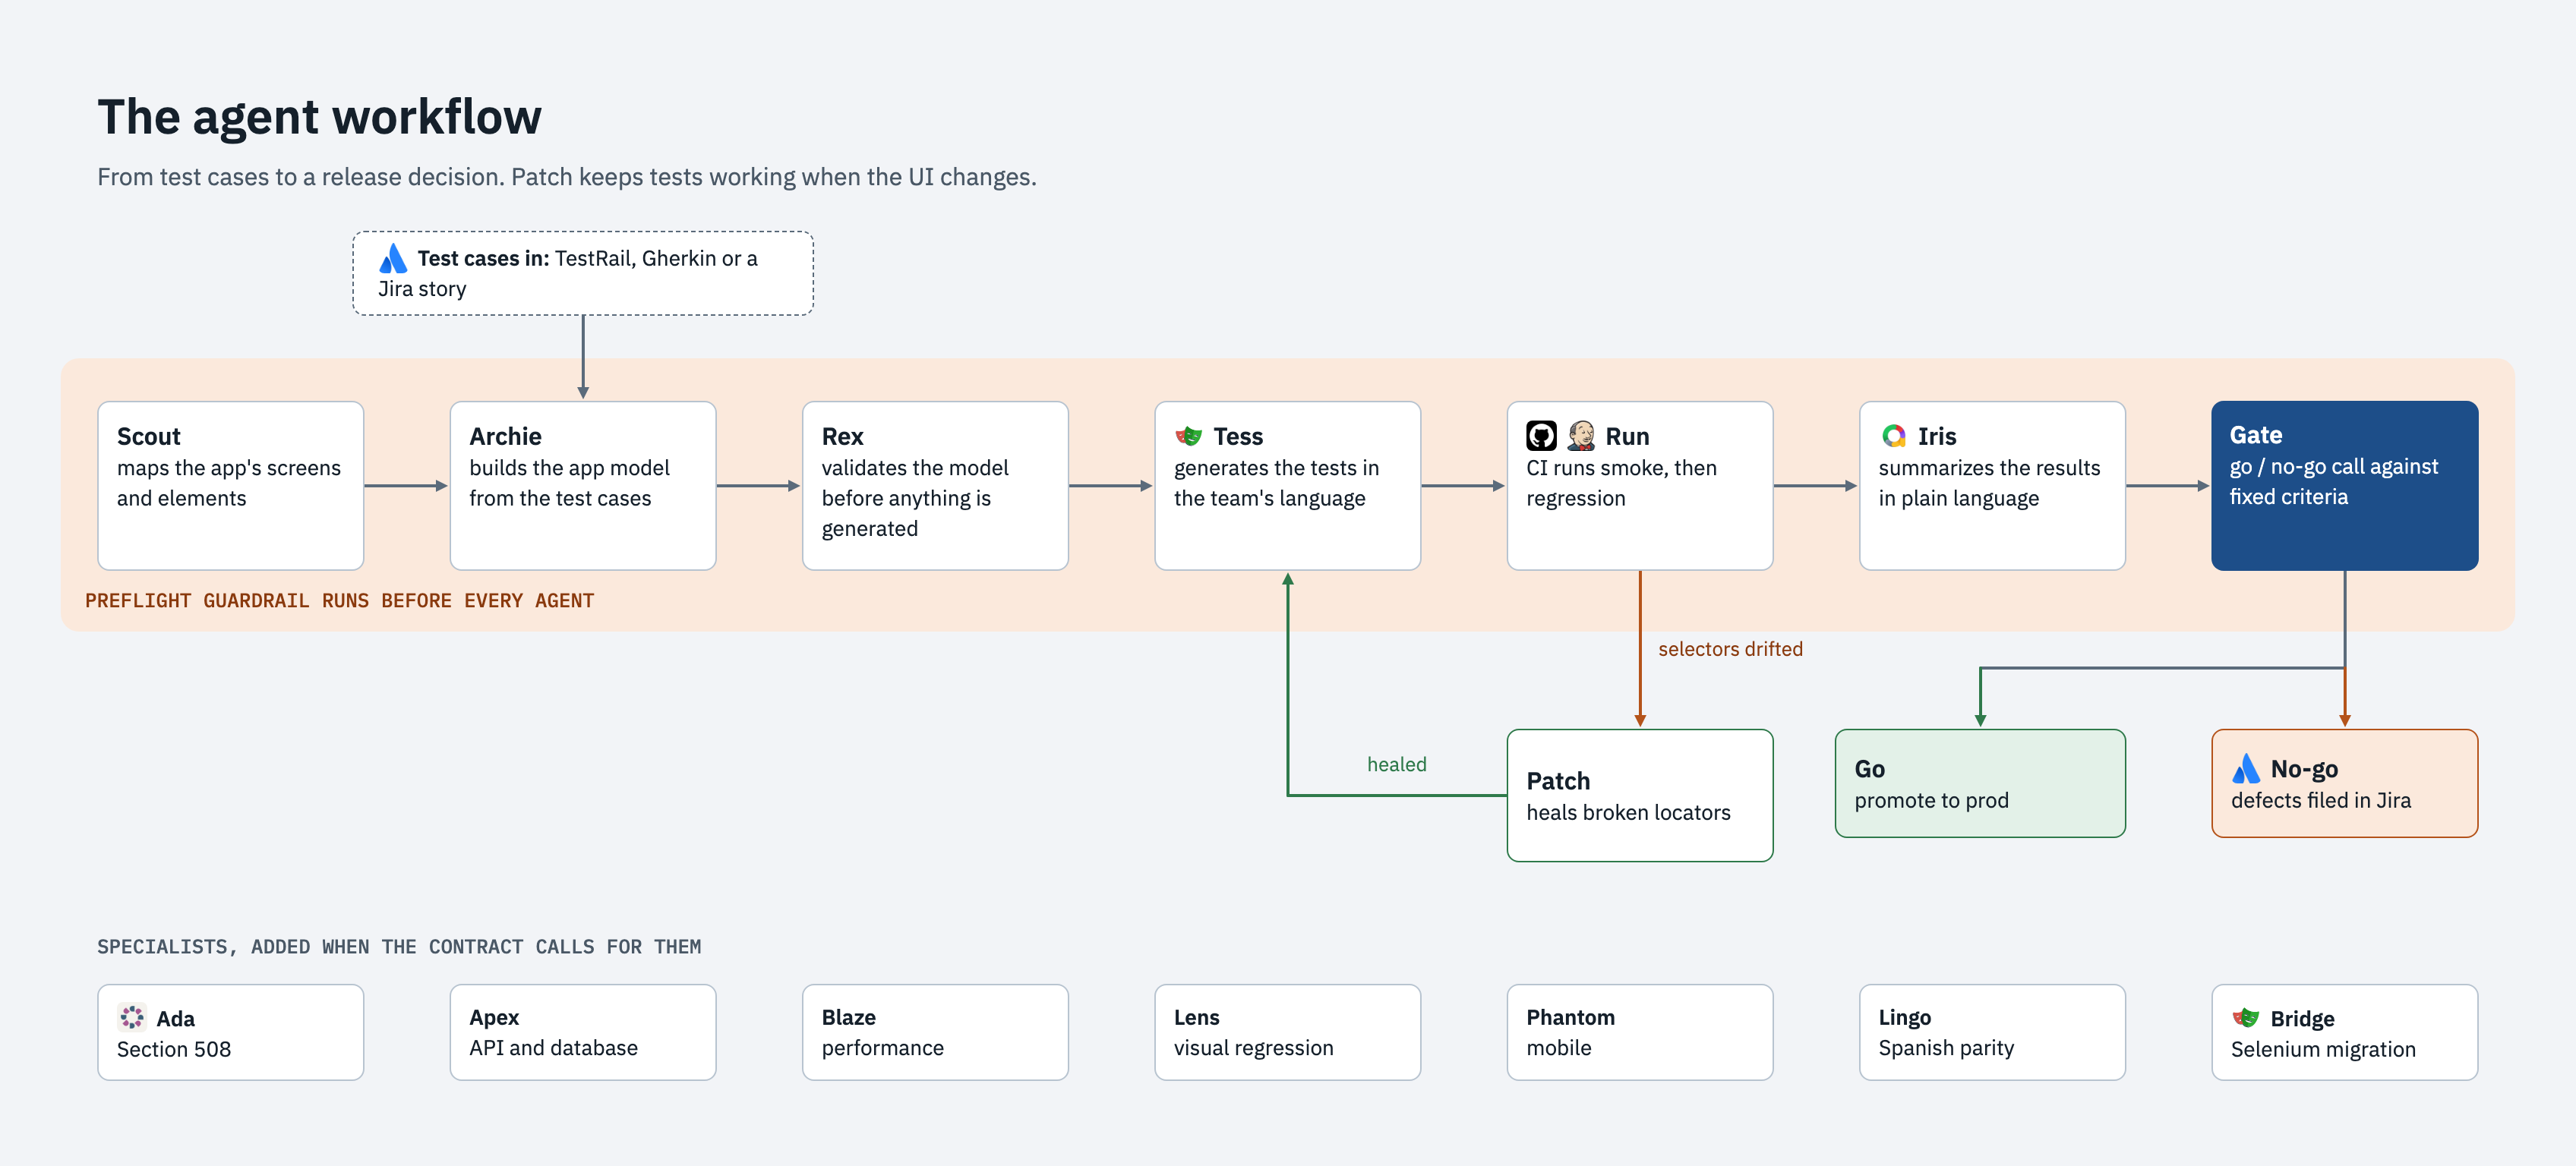 The agent workflow
From test cases to a release decision. Patch keeps tests working when the UI changes.
Test cases in: TestRail, Gherkin or a
Jira story
Scout
maps the app's screens
and elements
Archie
builds the app model
from the test cases
Rex
validates the model
before anything is
generated
Tess
generates the tests in
the team's language
Run
CI runs smoke, then
regression
Iris
summarizes the results
in plain language
Gate
go / no-go call against
fixed criteria
PREFLIGHT GUARDRAIL RUNS BEFORE EVERY AGENT
selectors drifted
healed
Patch
heals broken locators
Go
promote to prod
No-go
defects filed in Jira
SPECIALISTS, ADDED WHEN THE CONTRACT CALLS FOR THEM
Ada
Section 508
Apex
API and database
Blaze
performance
Lens
visual regression
Phantom
mobile
Lingo
Spanish parity
Bridge
Selenium migration